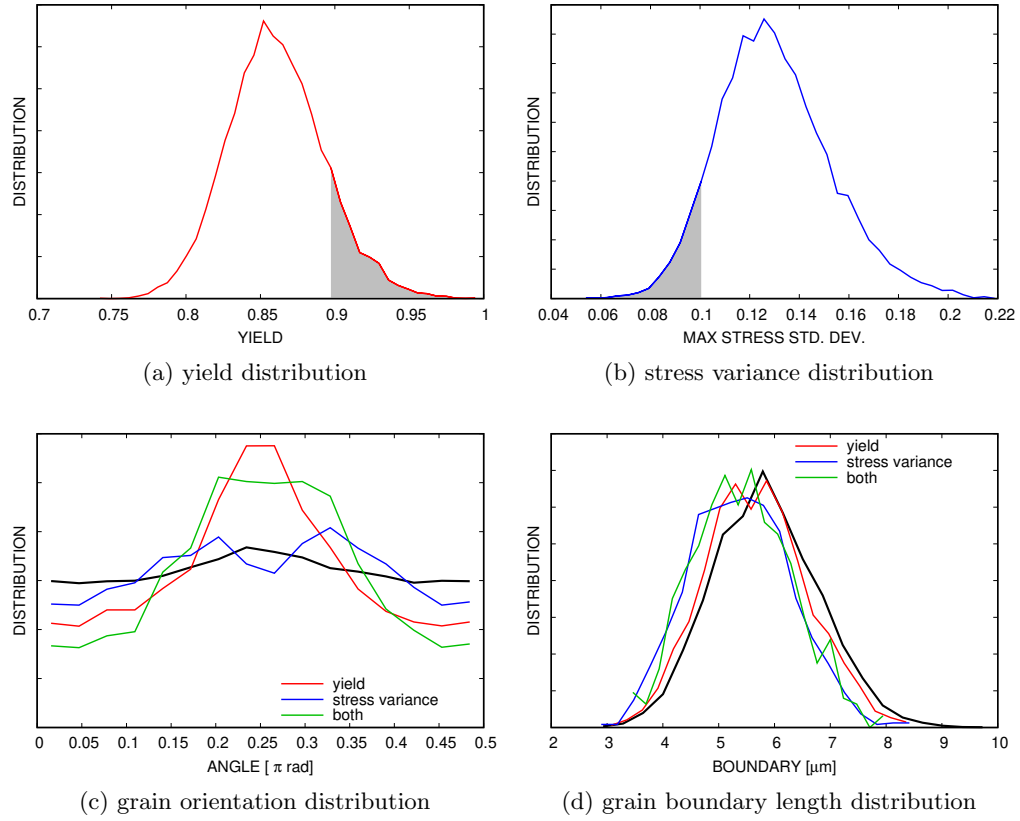 DISTRIBUTION
0.7 0.75 0.8 0.85 0.9 0.95 1
YIELD
(a) yield distribution
DISTRIBUTION
0.04 0.06 0.08 0.1 0.12 0.14 0.16 0.18 0.2 0.22
MAX STRESS STD. DEV.
(b) stress variance distribution
DISTRIBUTION
yield
stress variance
both
0 0.05 0.1 0.15 0.2 0.25 0.3 0.35 0.4 0.45 0.5
ANGLE [ π rad]
(c) grain orientation distribution
DISTRIBUTION
yield
stress variance
both
2 3 4 5 6 7 8 9 10
BOUNDARY [μm]
(d) grain boundary length distribution